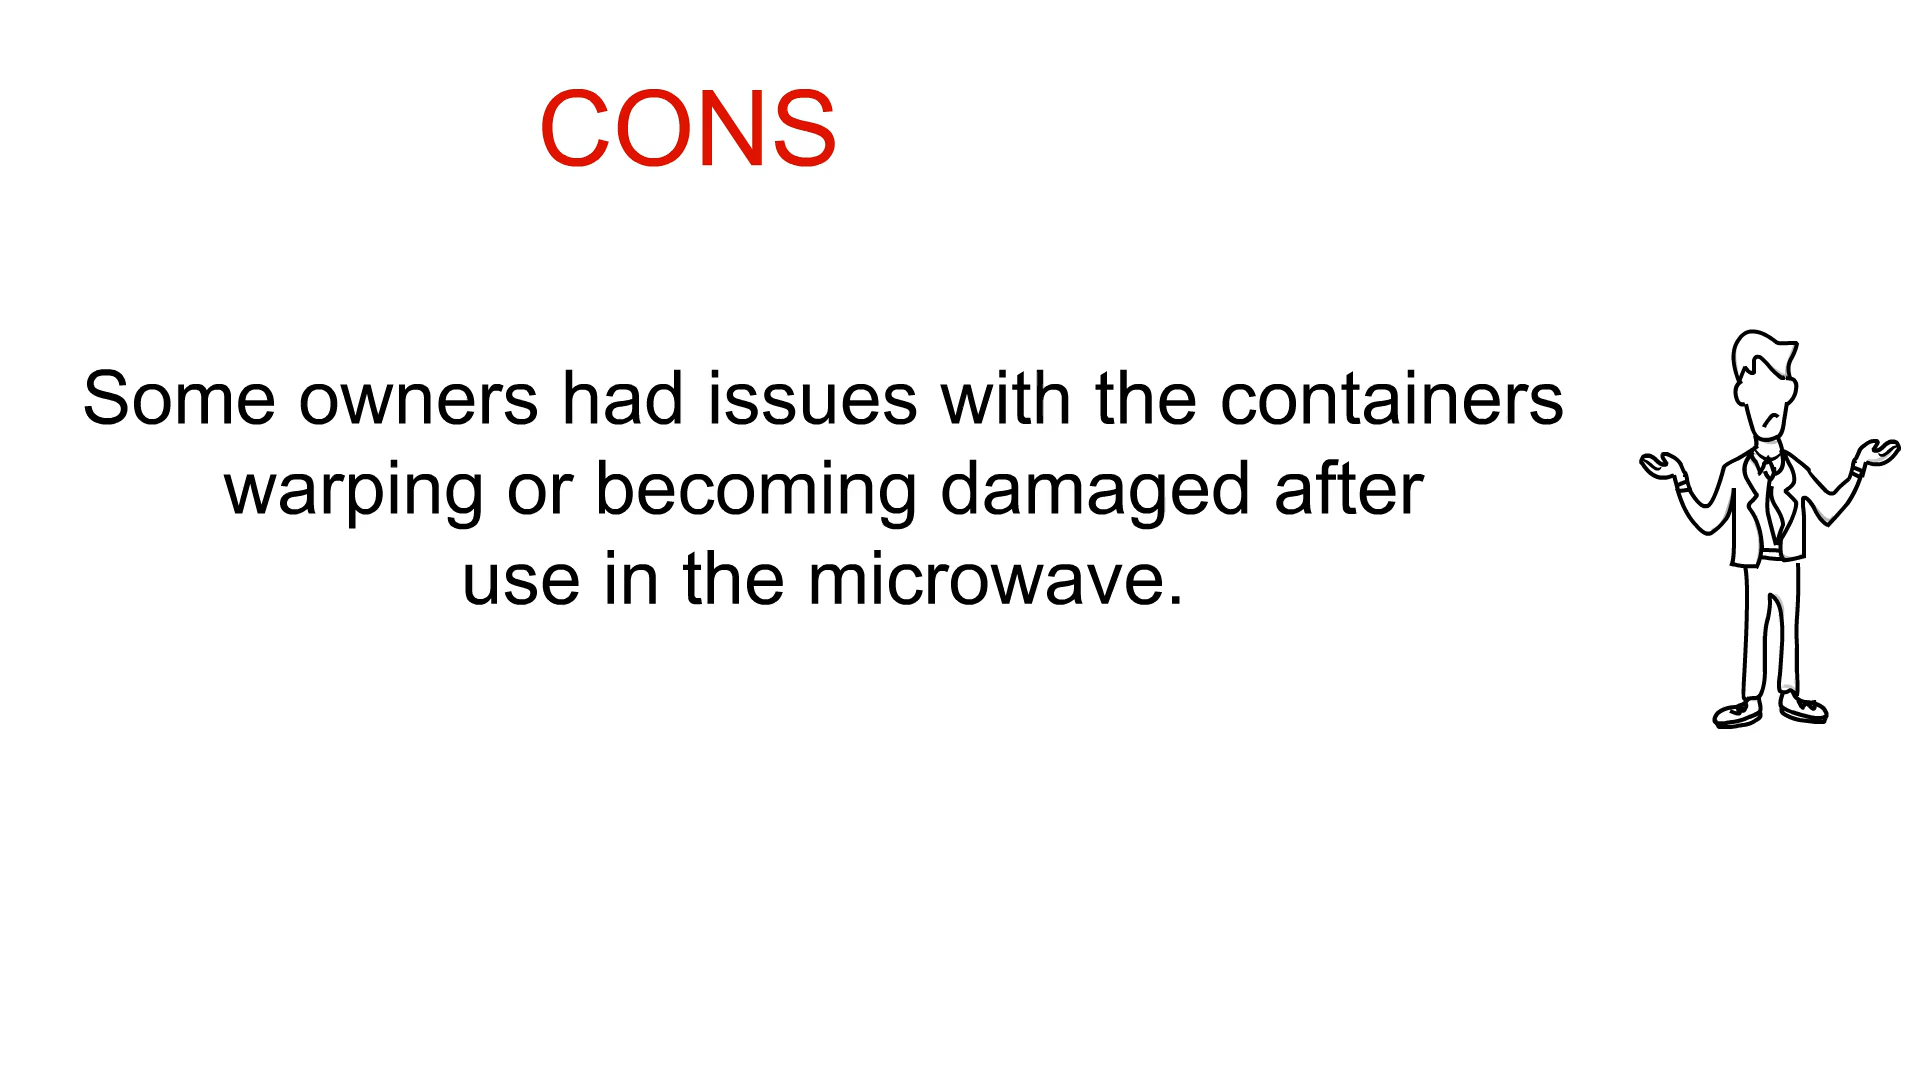 CONS
Some owners had issues with the containers
warping or becoming damaged after
use in the microwave.